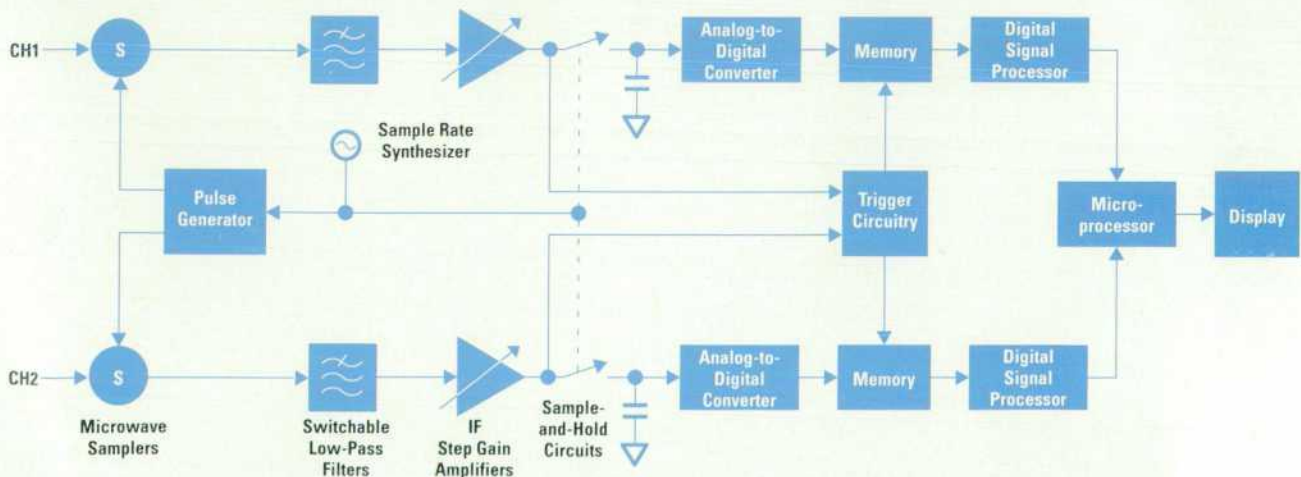 CH1
S
Analog-to-
Digital
Converter
Memory
Digital
Signal
Processor
Sample Rate
Synthesizer
Pulse
Generator
Trigger
Circuitry
Micro-
processor
Display
CH2
S
Analog-to-
Digital
Converter
Memory
Digital
Signal
Processor
Microwave
Samplers
Switchable
Low-Pass
Filters
IF
Step Gain
Amplifiers
Sample-
and-Hold
Circuits